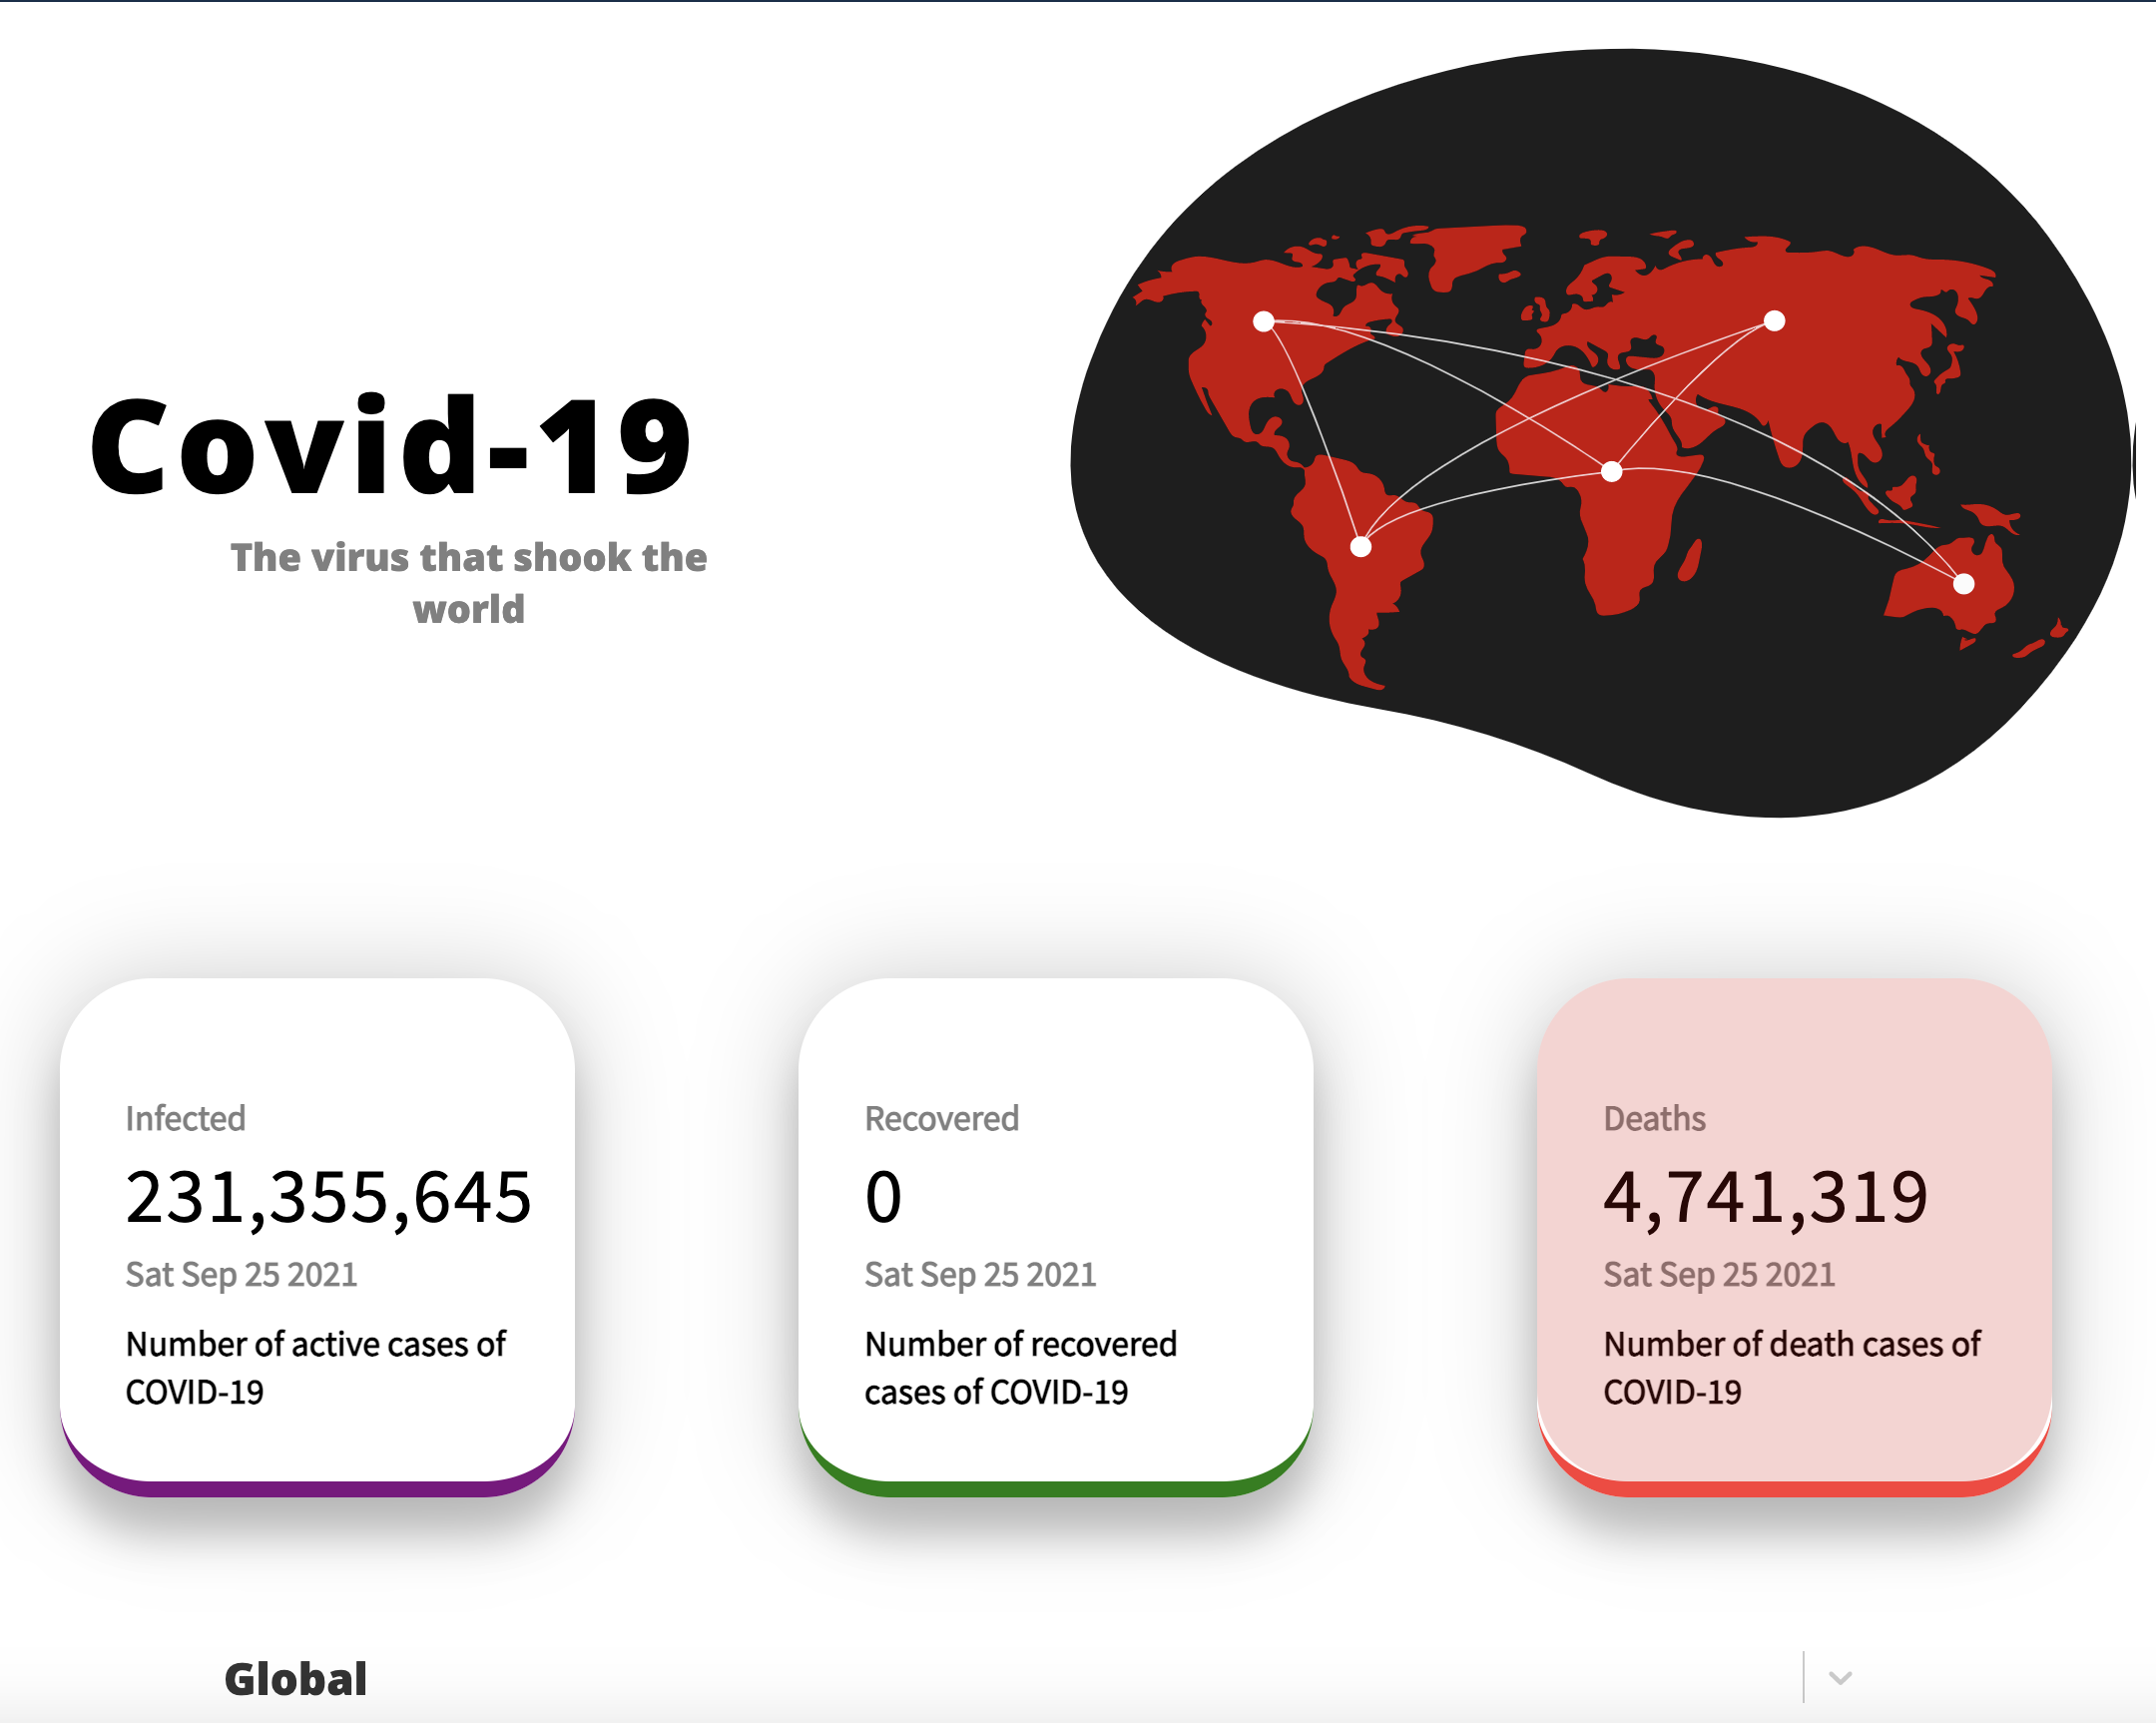 Covid-19
The virus that shook the
world
Infected
231,355,645
Sat Sep 25 2021
Number of active cases of
COVID-19
Recovered
0
Sat Sep 25 2021
Number of recovered
cases of COVID-19
Deaths
4,741,319
Sat Sep 25 2021
Number of death cases of
COVID-19
Global